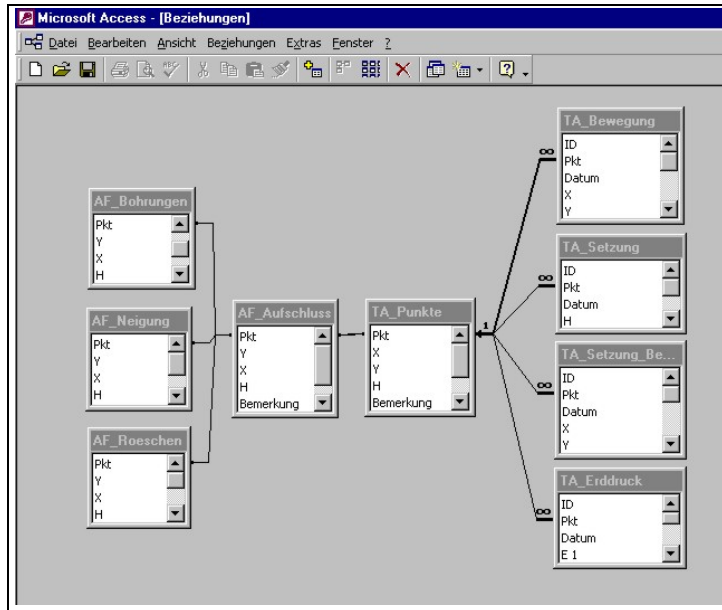 Microsoft Access - [Beziehungen]
Datei Bearbeiten Ansicht Beziehungen Extras Fenster ?
AF_Bohrungen
Pkt
Y
X
H
AF_Neigung
Pkt
Y
X
H
AF_Roeschen
Pkt
Y
X
H
AF_Aufschluss
Pkt
Y
X
H
Bemerkung
TA_Punkte
Pkt
X
Y
H
Bemerkung
1
∞
TA_Bewegung
ID
Pkt
Datum
X
Y
∞
TA_Setzung
ID
Pkt
Datum
H
∞
TA_Setzung_Be...
ID
Pkt
Datum
X
Y
∞
TA_Erddruck
ID
Pkt
Datum
E 1